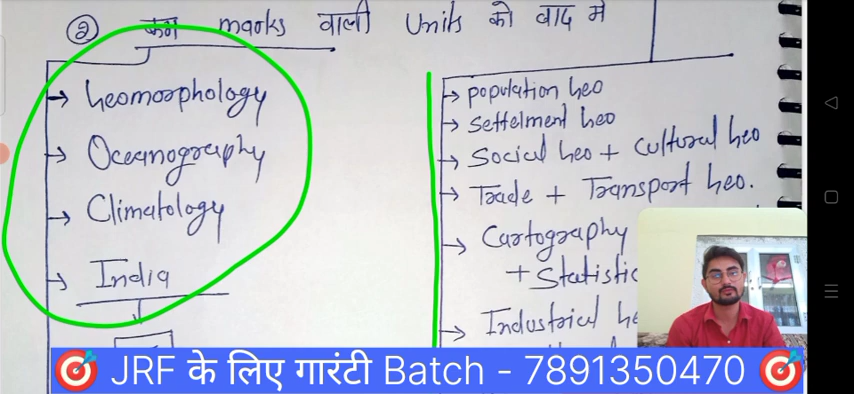 ② कम marks वाली Units को बाद में
→ Geomorphology
→ Oceanography
→ Climatology
→ India
→ Population Geo
→ Settelment Geo
→ Social Geo + Cultural Geo
→ Trade + Transport Geo.
→ Cartography
+ Statistic
→ Industrial Ge
🎯 JRF के लिए गारंटी Batch - 7891350470 🎯